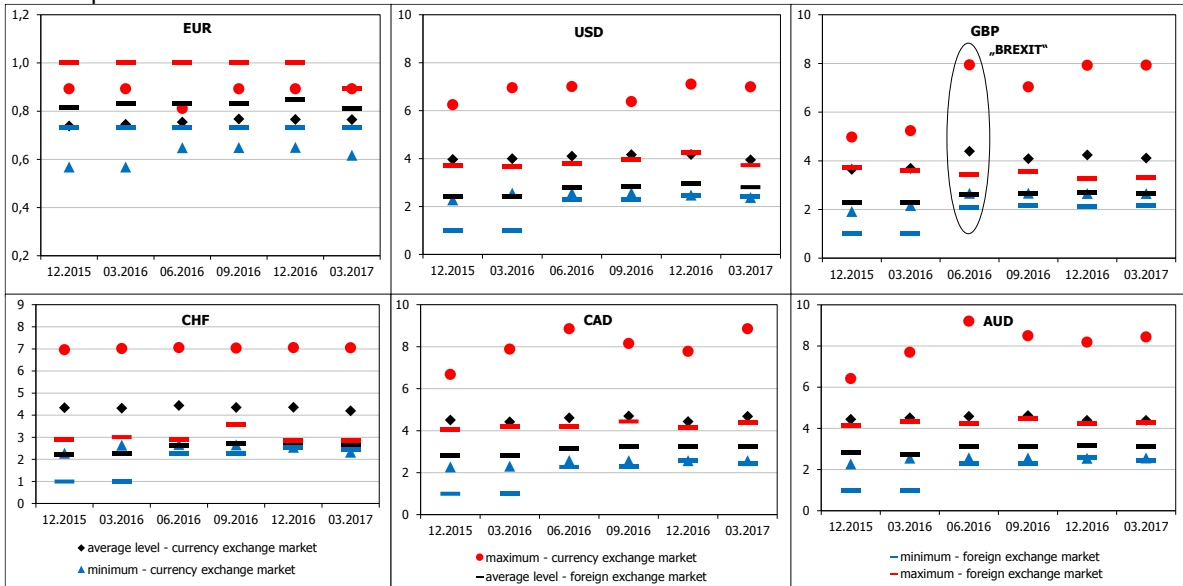 EUR
1,2
1,0
0,8
0,6
0,4
0,2
12.2015 03.2016 06.2016 09.2016 12.2016 03.2017
USD
10
8
6
4
2
0
12.2015 03.2016 06.2016 09.2016 12.2016 03.2017
GBP
„BREXIT“
10
8
6
4
2
0
12.2015 03.2016 06.2016 09.2016 12.2016 03.2017
CHF
9
8
7
6
5
4
3
2
1
0
12.2015 03.2016 06.2016 09.2016 12.2016 03.2017
CAD
10
8
6
4
2
0
12.2015 03.2016 06.2016 09.2016 12.2016 03.2017
AUD
10
8
6
4
2
0
12.2015 03.2016 06.2016 09.2016 12.2016 03.2017
average level - currency exchange market
minimum - currency exchange market
maximum - currency exchange market
average level - foreign exchange market
minimum - foreign exchange market
maximum - foreign exchange market